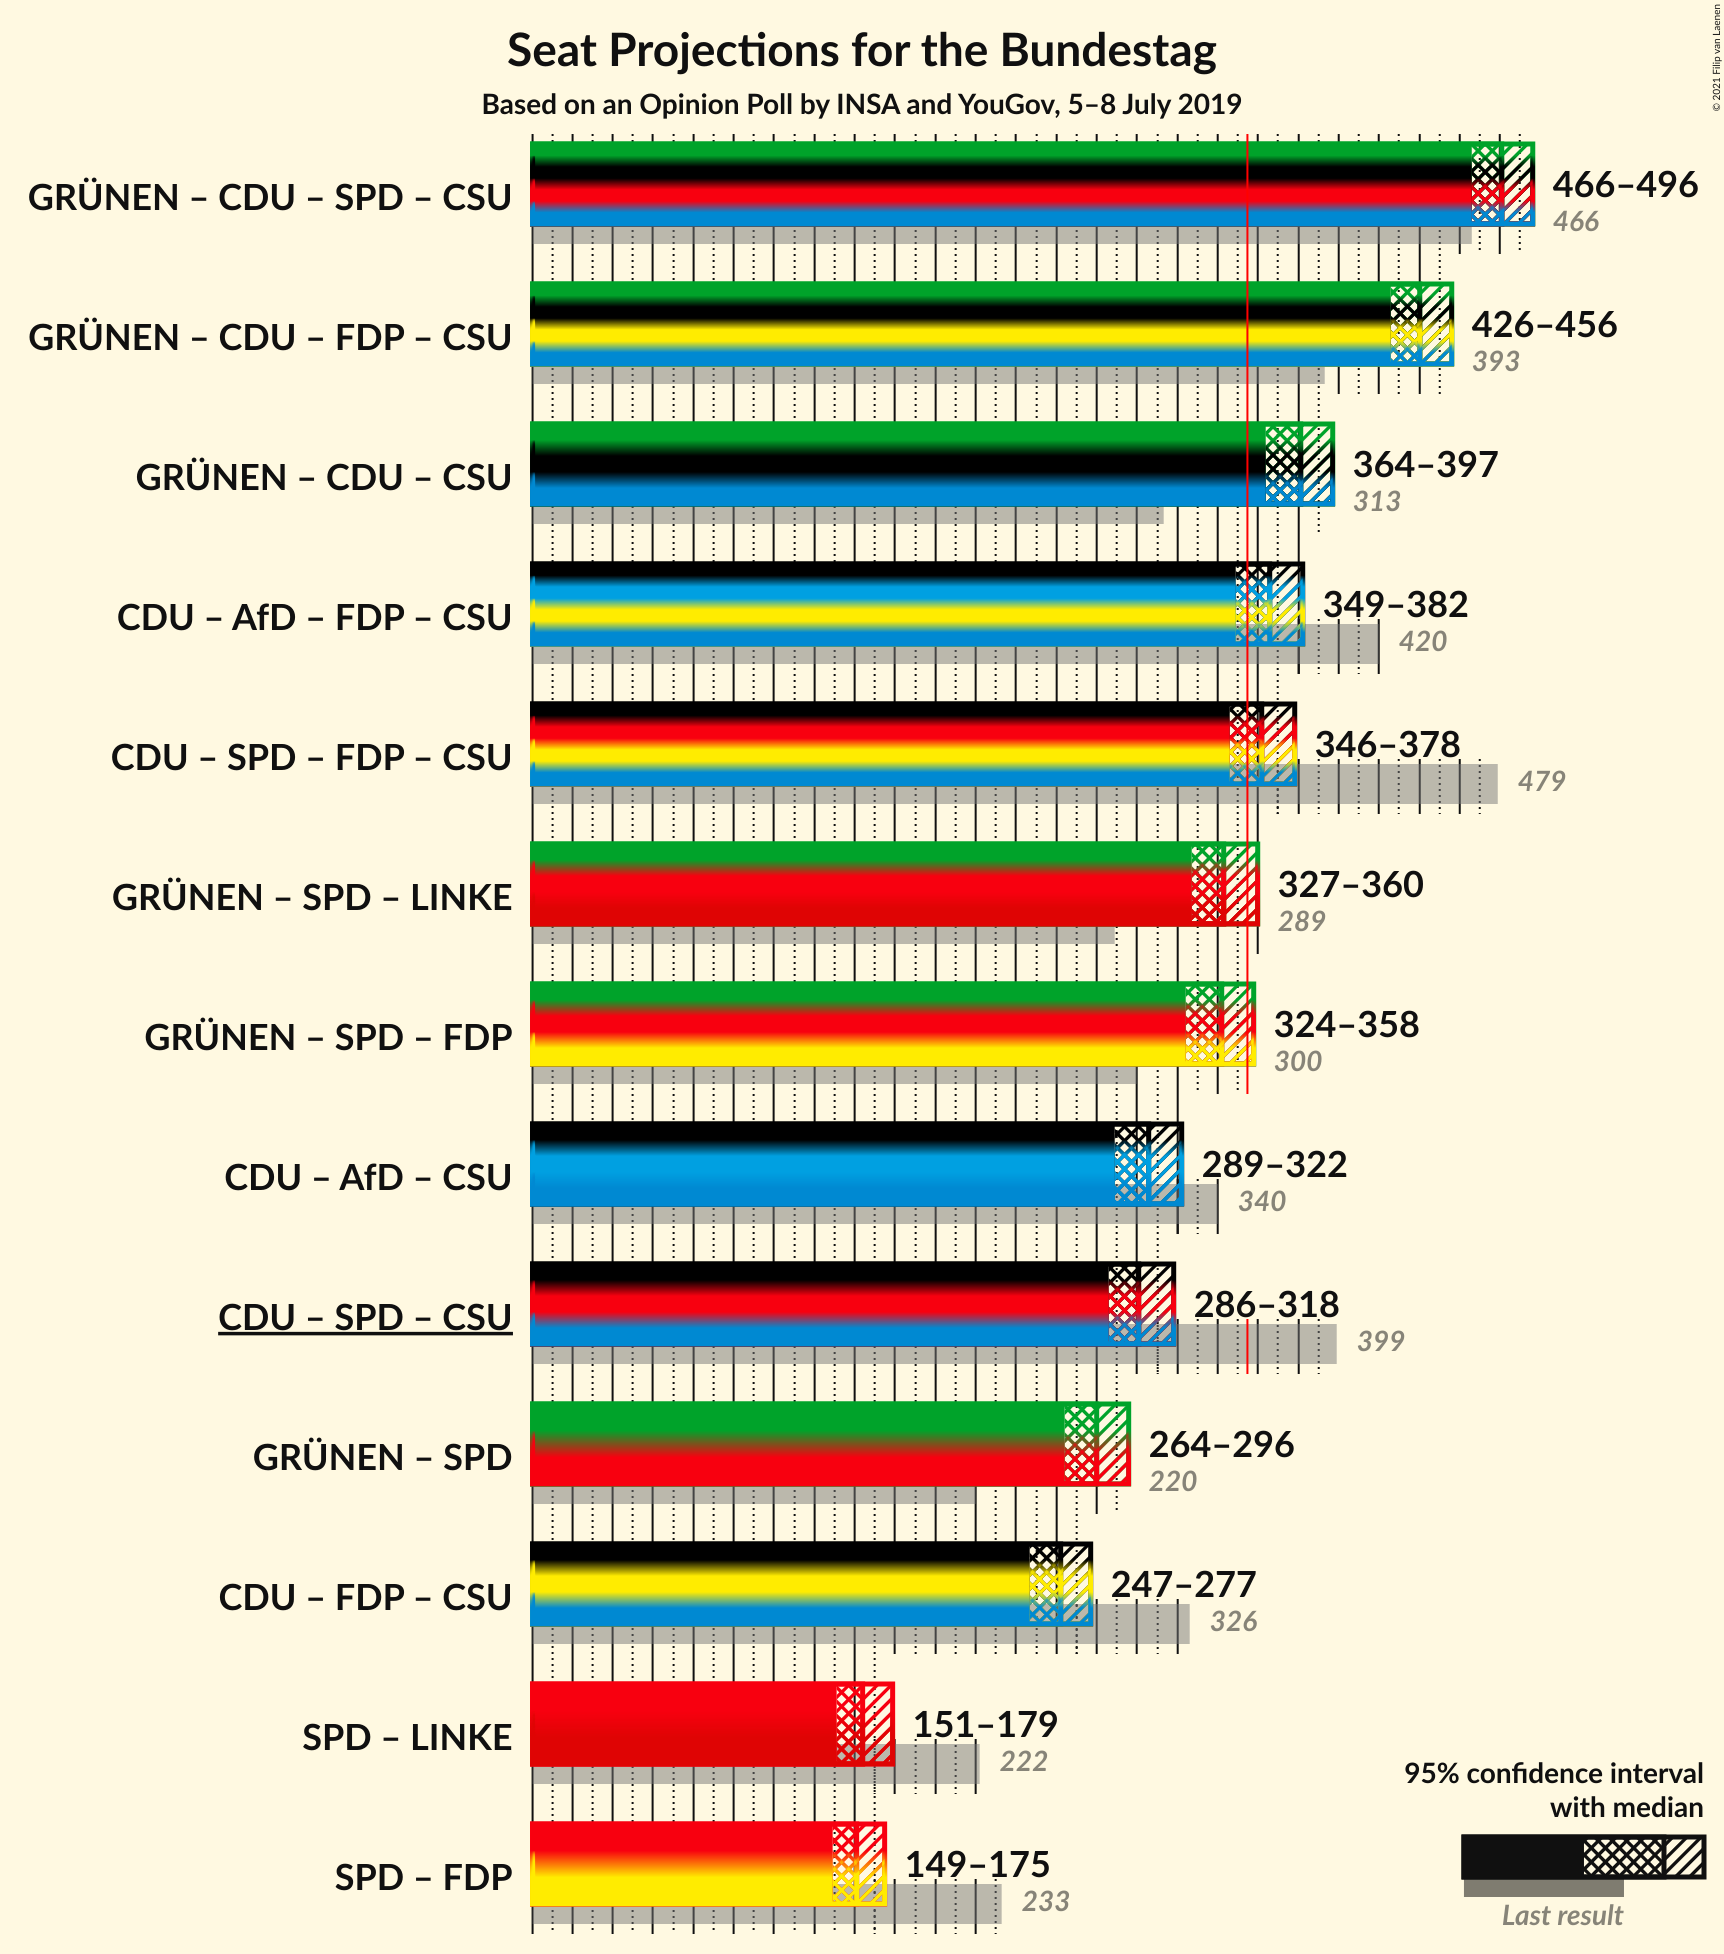 © 2021 Filip van Laenen
Seat Projections for the Bundestag
Based on an Opinion Poll by INSA and YouGov, 5–8 July 2019
GRÜNEN – CDU – SPD – CSU
466–496
466
GRÜNEN – CDU – FDP – CSU
426–456
393
GRÜNEN – CDU – CSU
364–397
313
CDU – AfD – FDP – CSU
349–382
420
CDU – SPD – FDP – CSU
346–378
479
GRÜNEN – SPD – LINKE
327–360
289
GRÜNEN – SPD – FDP
324–358
300
CDU – AfD – CSU
289–322
340
CDU – SPD – CSU
286–318
399
GRÜNEN – SPD
264–296
220
CDU – FDP – CSU
247–277
326
SPD – LINKE
151–179
222
SPD – FDP
149–175
233
95% confidence interval
with median
Last result